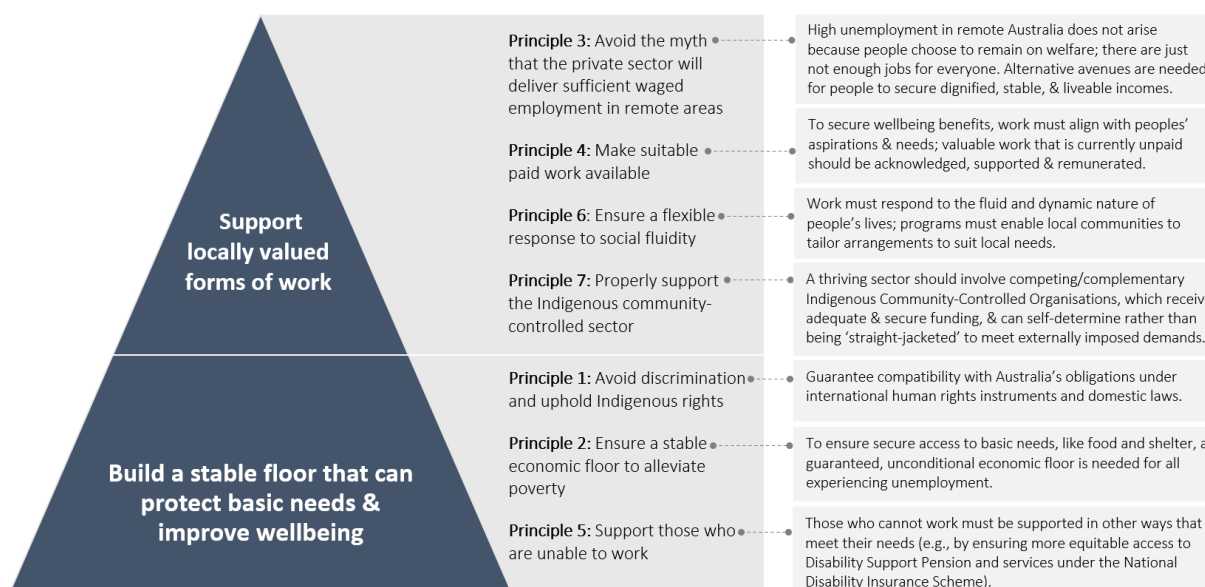 Support
locally valued
forms of work
Build a stable floor that can
protect basic needs &
improve wellbeing
Principle 3: Avoid the myth
that the private sector will
deliver sufficient waged
employment in remote areas
High unemployment in remote Australia does not arise
because people choose to remain on welfare; there are just
not enough jobs for everyone. Alternative avenues are needed
for people to secure dignified, stable, & liveable incomes.
Principle 4: Make suitable
paid work available
To secure wellbeing benefits, work must align with peoples’
aspirations & needs; valuable work that is currently unpaid
should be acknowledged, supported & remunerated.
Principle 6: Ensure a flexible
response to social fluidity
Work must respond to the fluid and dynamic nature of
people’s lives; programs must enable local communities to
tailor arrangements to suit local needs.
Principle 7: Properly support
the Indigenous community-
controlled sector
A thriving sector should involve competing/complementary
Indigenous Community-Controlled Organisations, which receiv
adequate & secure funding, & can self-determine rather than
being ‘straight-jacketed’ to meet externally imposed demands.
Principle 1: Avoid discrimination
and uphold Indigenous rights
Guarantee compatibility with Australia’s obligations under
international human rights instruments and domestic laws.
Principle 2: Ensure a stable
economic floor to alleviate
poverty
To ensure secure access to basic needs, like food and shelter, a
guaranteed, unconditional economic floor is needed for all
experiencing unemployment.
Principle 5: Support those who
are unable to work
Those who cannot work must be supported in other ways that
meet their needs (e.g., by ensuring more equitable access to
Disability Support Pension and services under the National
Disability Insurance Scheme).